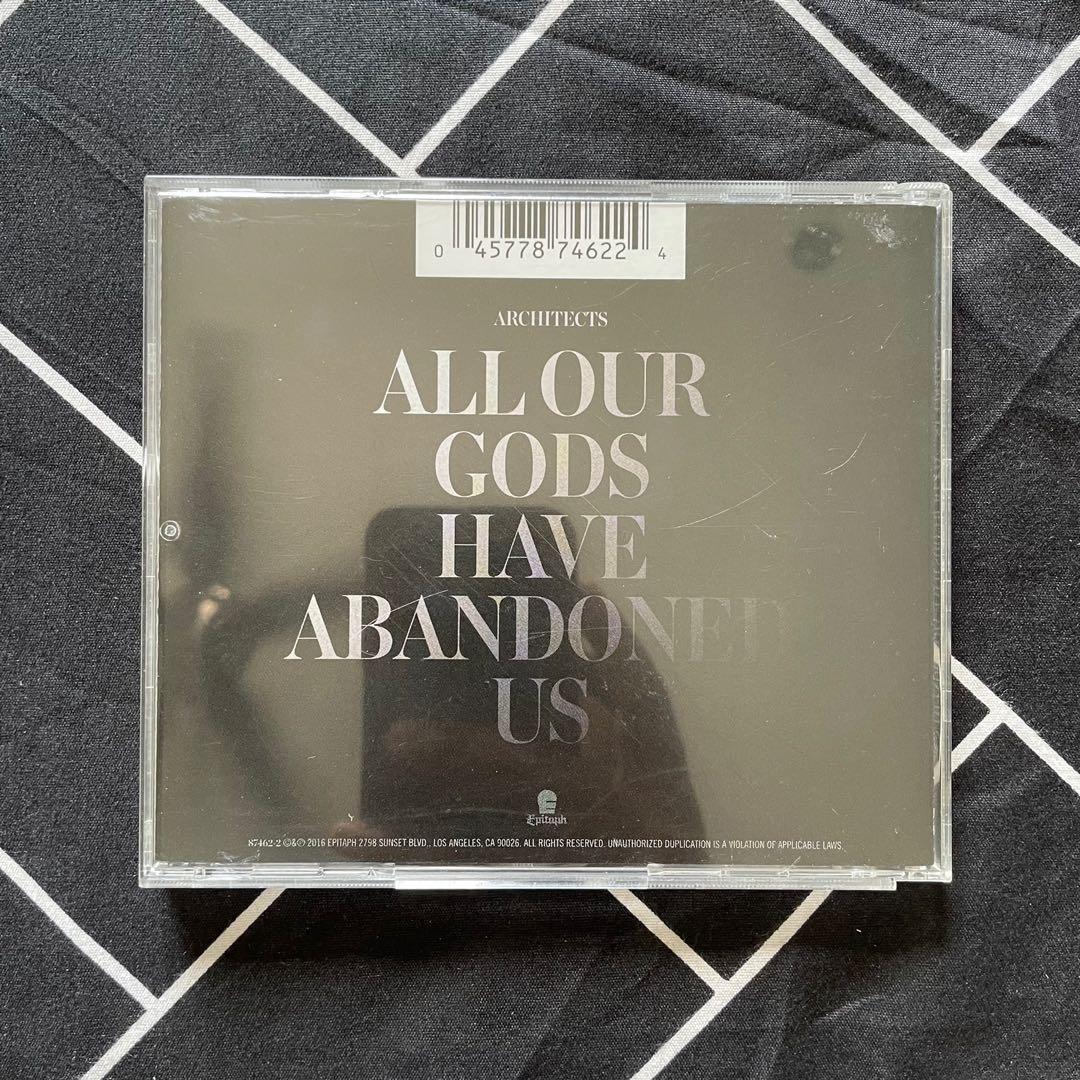 0 45778 74622 4
ARCHITECTS
ALL OUR
GODS
HAVE
ABANDONED
US
E
Epitaph
87462-2 ©&℗ 2016 EPITAPH 2798 SUNSET BLVD., LOS ANGELES, CA 90026. ALL RIGHTS RESERVED. UNAUTHORIZED DUPLICATION IS A VIOLATION OF APPLICABLE LAWS.